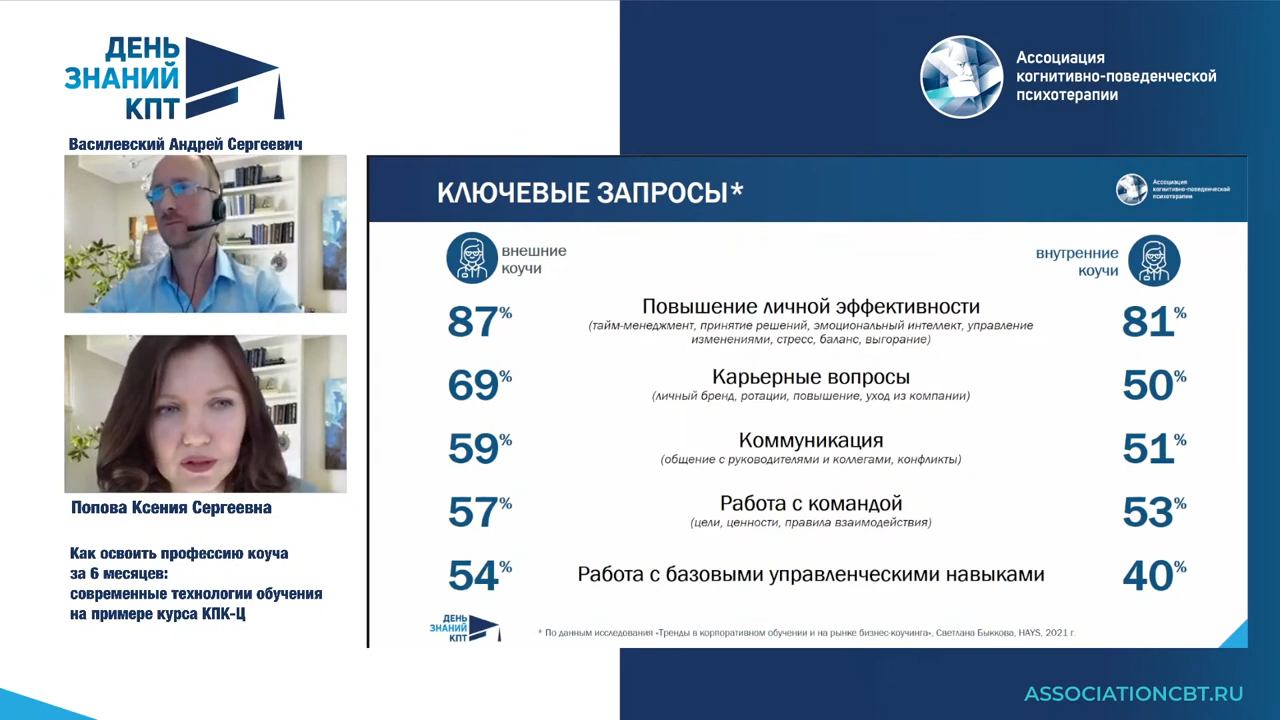 ДЕНЬ
ЗНАНИЙ
КПТ
Ассоциация
когнитивно-поведенческой
психотерапии
Василевский Андрей Сергеевич
Попова Ксения Сергеевна
Как освоить профессию коуча
за 6 месяцев:
современные технологии обучения
на примере курса КПК-Ц
КЛЮЧЕВЫЕ ЗАПРОСЫ*
Ассоциация
когнитивно-поведенческой
психотерапии
внешние
коучи
внутренние
коучи
87% Повышение личной эффективности 81%
(тайм-менеджмент, принятие решений, эмоциональный интеллект, управление
изменениями, стресс, баланс, выгорание)
69% Карьерные вопросы 50%
(личный бренд, ротации, повышение, уход из компании)
59% Коммуникация 51%
(общение с руководителями и коллегами, конфликты)
57% Работа с командой 53%
(цели, ценности, правила взаимодействия)
54% Работа с базовыми управленческими навыками 40%
ДЕНЬ
ЗНАНИЙ
КПТ
* По данным исследования «Тренды в корпоративном обучении и на рынке бизнес-коучинга», Светлана Быккова, HAYS, 2021 г.
ASSOCIATIONCBT.RU